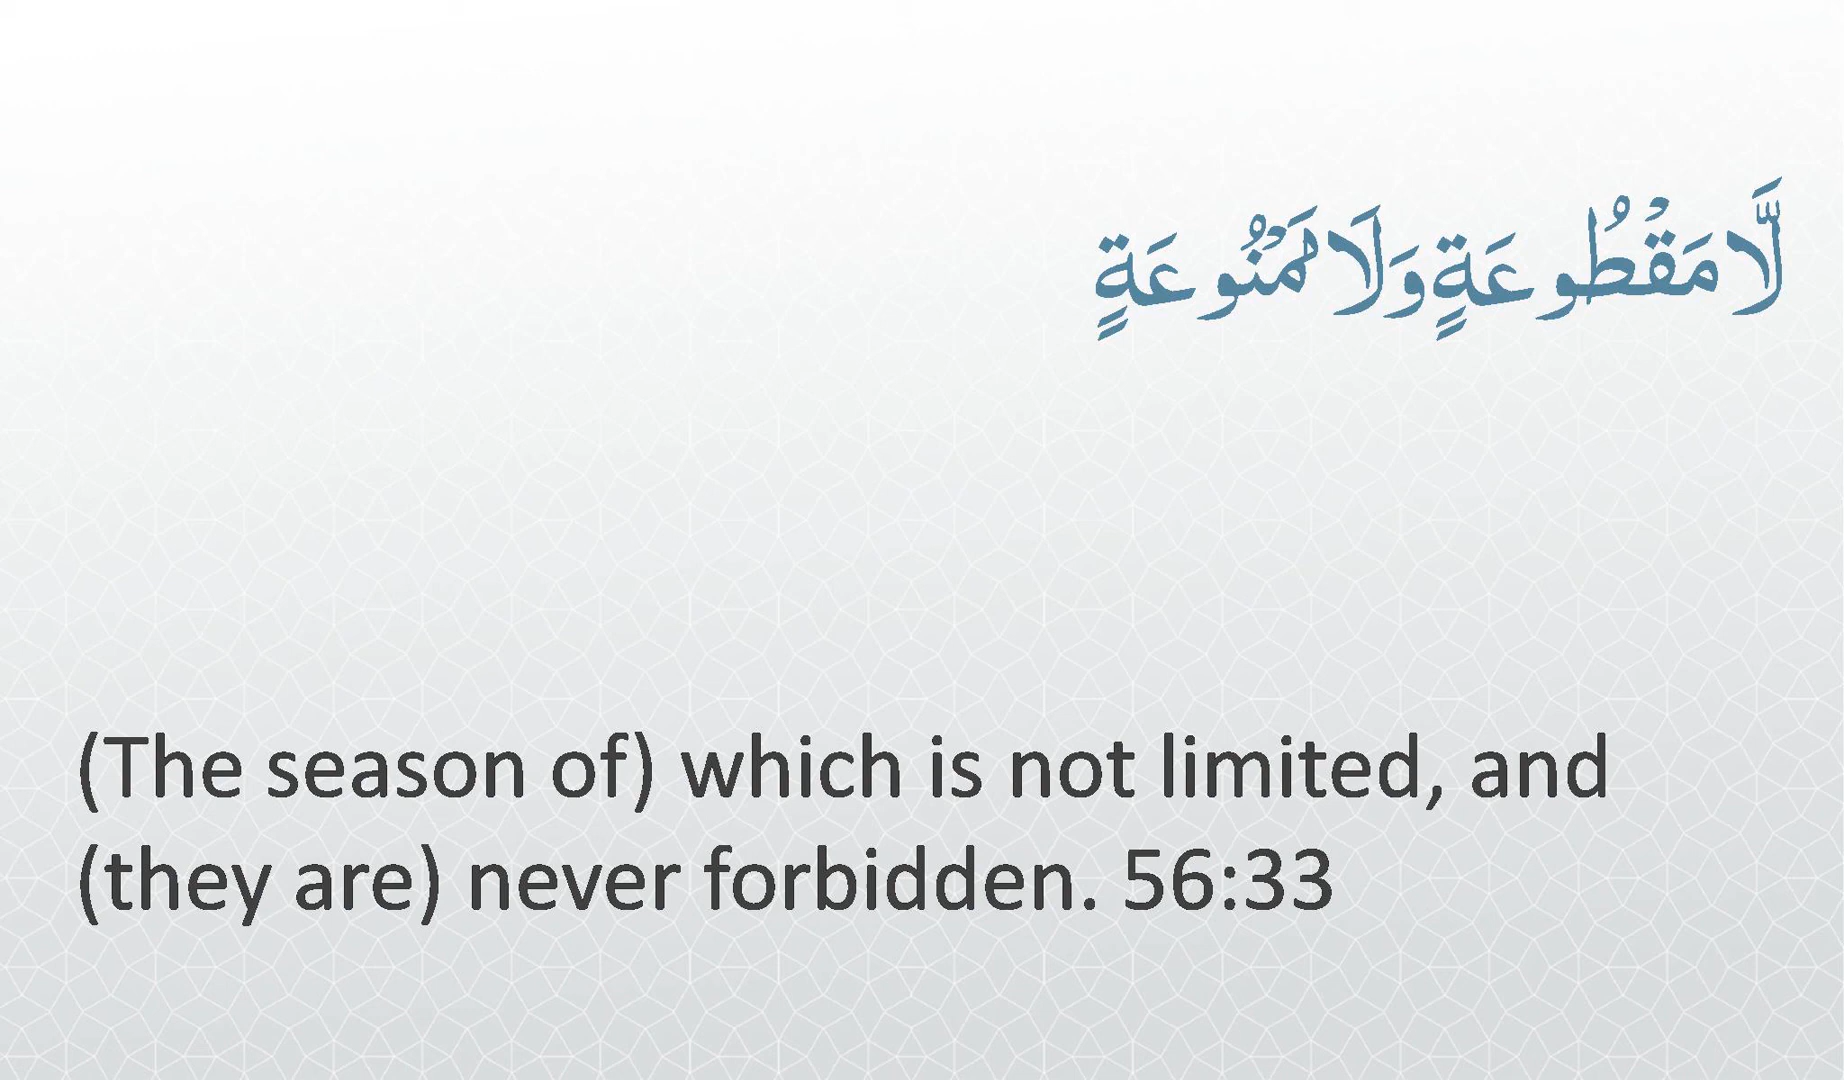 لَّا مَقْطُوعَةٍ وَلَا مَمْنُوعَةٍ
(The season of) which is not limited, and
(they are) never forbidden. 56:33